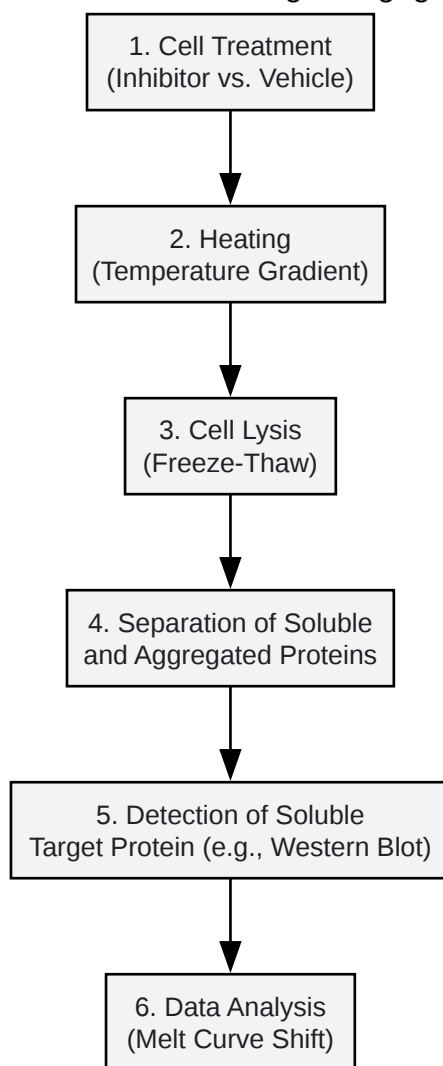 1. Cell Treatment
(Inhibitor vs. Vehicle)
2. Heating
(Temperature Gradient)
3. Cell Lysis
(Freeze-Thaw)
4. Separation of Soluble
and Aggregated Proteins
5. Detection of Soluble
Target Protein (e.g., Western Blot)
6. Data Analysis
(Melt Curve Shift)